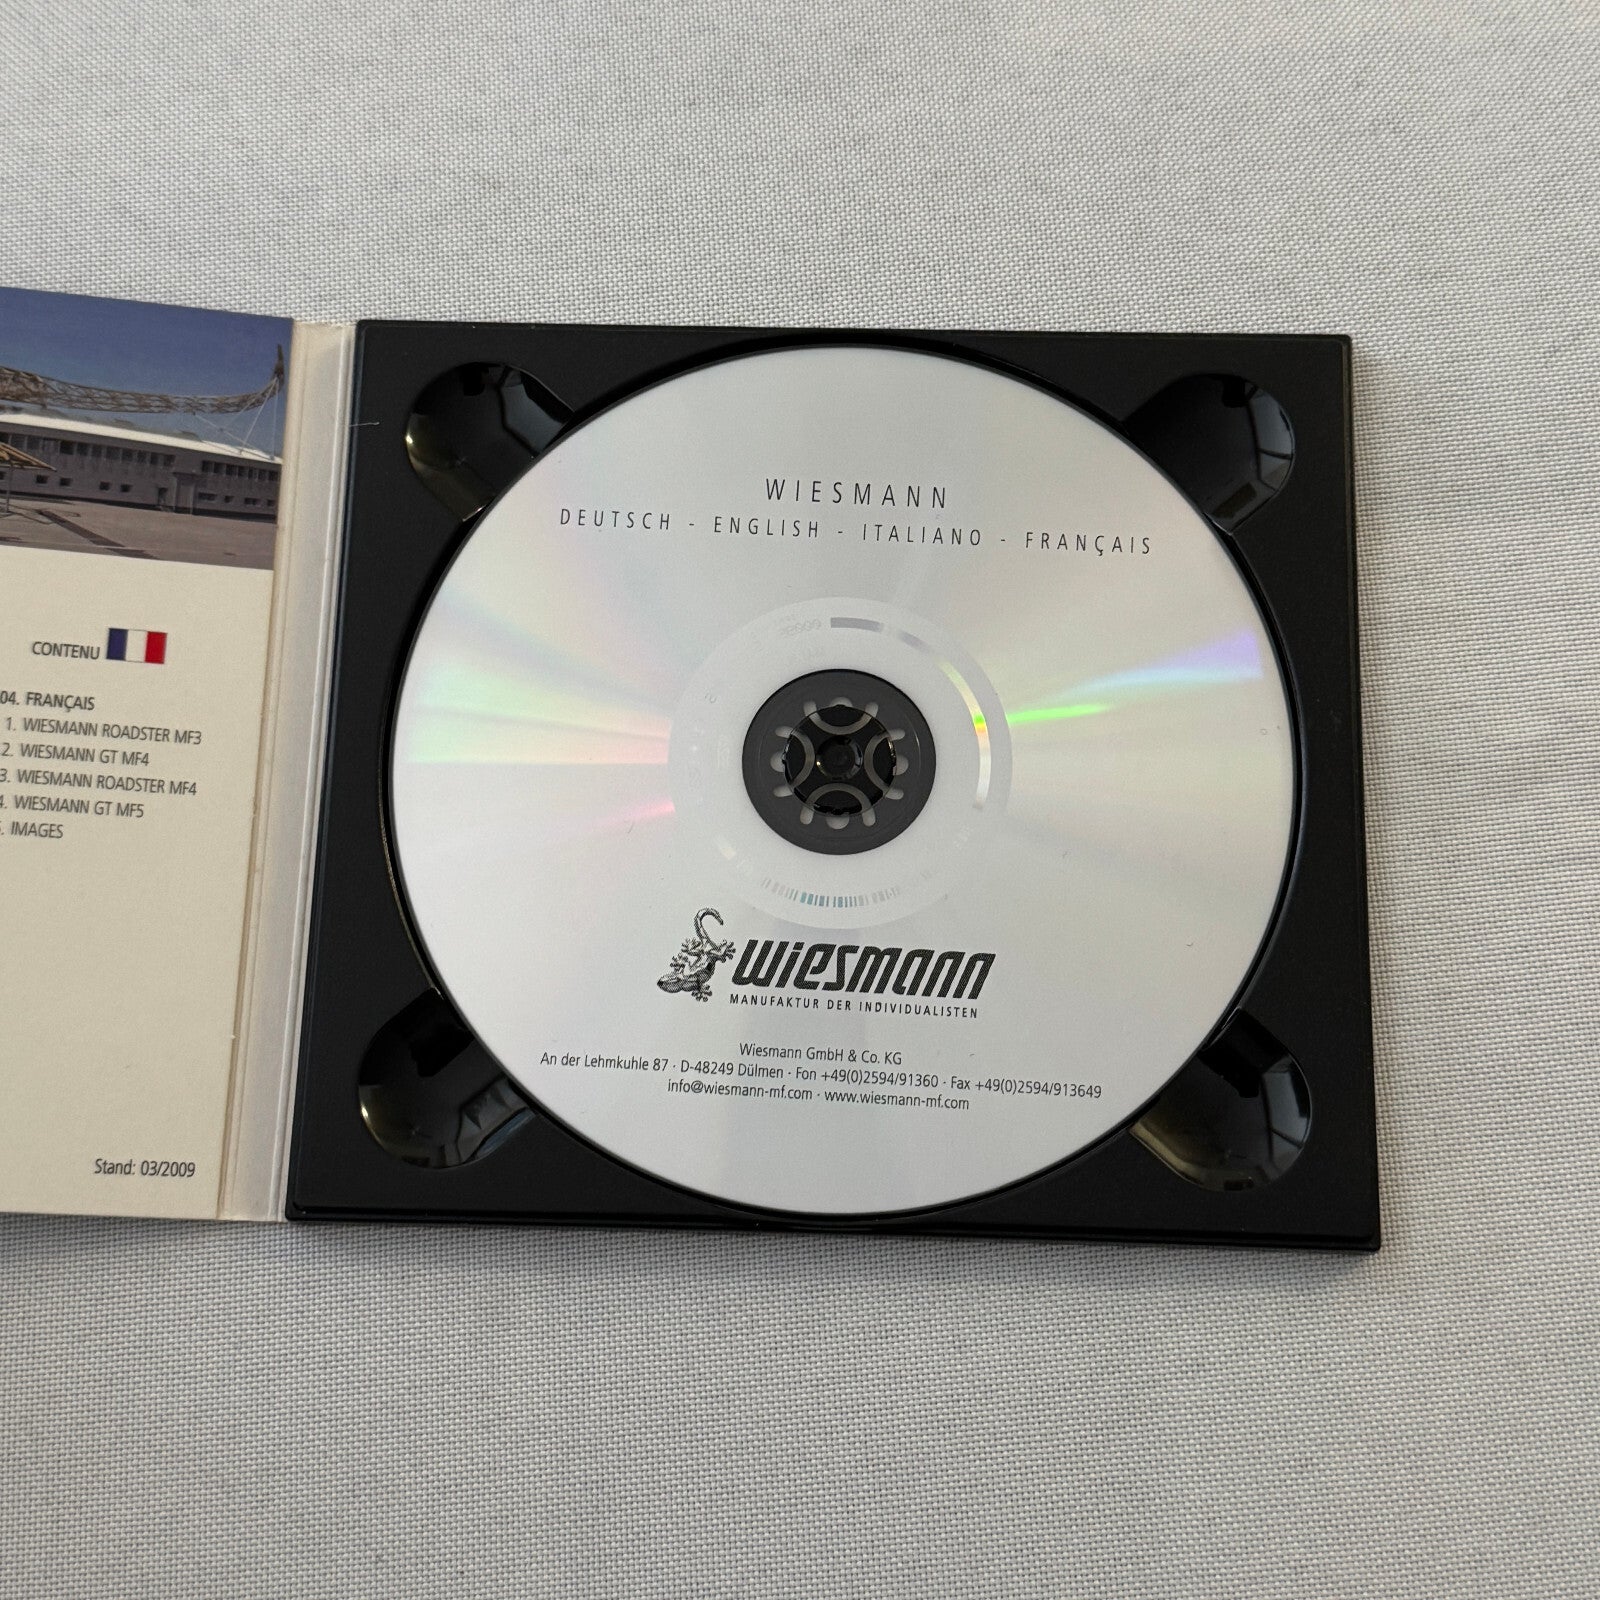 CONTENU
04. FRANÇAIS
1. WIESMANN ROADSTER MF3
2. WIESMANN GT MF4
3. WIESMANN ROADSTER MF4
4. WIESMANN GT MF5
. IMAGES
Stand: 03/2009
WIESMANN
DEUTSCH - ENGLISH - ITALIANO - FRANÇAIS
WIESMANN
MANUFAKTUR DER INDIVIDUALISTEN
Wiesmann GmbH & Co. KG
An der Lehmkuhle 87 · D-48249 Dülmen · Fon +49(0)2594/91360 · Fax +49(0)2594/913649
info@wiesmann-mf.com · www.wiesmann-mf.com